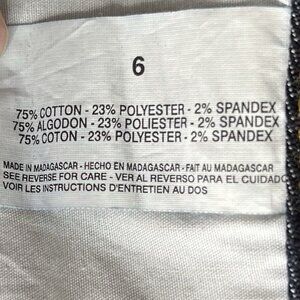 6
75% COTTON - 23% POLYESTER - 2% SPANDEX
75% ALGODON - 23% POLIESTER - 2% SPANDEX
75% COTON - 23% POLYESTER - 2% SPANDEX
MADE IN MADAGASCAR - HECHO EN MADAGASCAR - FAIT AU MADAGASCAR
SEE REVERSE FOR CARE - VER AL REVERSO PARA EL CUIDADO
VOIR LES INSTRUCTIONS D'ENTRETIEN AU DOS